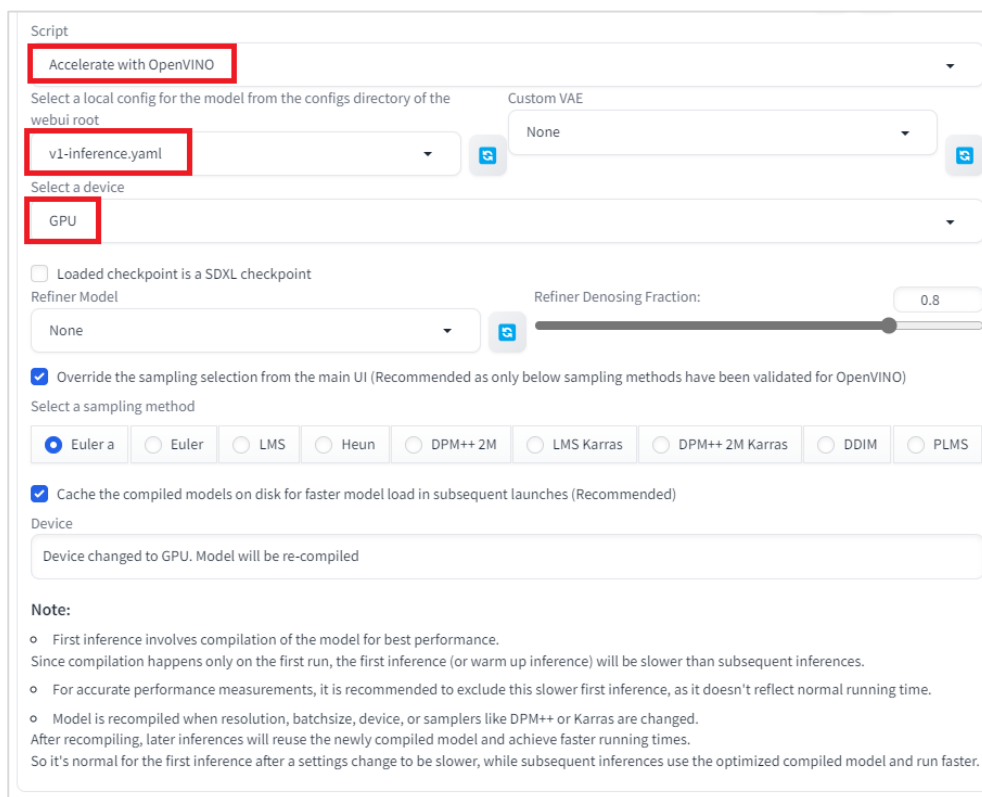 Script
Accelerate with OpenVINO
Select a local config for the model from the configs directory of the
webui root
Custom VAE
v1-inference.yaml
None
Select a device
GPU
Loaded checkpoint is a SDXL checkpoint
Refiner Model
Refiner Denosing Fraction:
0.8
None
Override the sampling selection from the main UI (Recommended as only below sampling methods have been validated for OpenVINO)
Select a sampling method
Euler a Euler LMS Heun DPM++ 2M LMS Karras DPM++ 2M Karras DDIM PLMS
Cache the compiled models on disk for faster model load in subsequent launches (Recommended)
Device
Device changed to GPU. Model will be re-compiled
Note:
First inference involves compilation of the model for best performance.
Since compilation happens only on the first run, the first inference (or warm up inference) will be slower than subsequent inferences.
For accurate performance measurements, it is recommended to exclude this slower first inference, as it doesn't reflect normal running time.
Model is recompiled when resolution, batchsize, device, or samplers like DPM++ or Karras are changed.
After recompiling, later inferences will reuse the newly compiled model and achieve faster running times.
So it's normal for the first inference after a settings change to be slower, while subsequent inferences use the optimized compiled model and run faster.